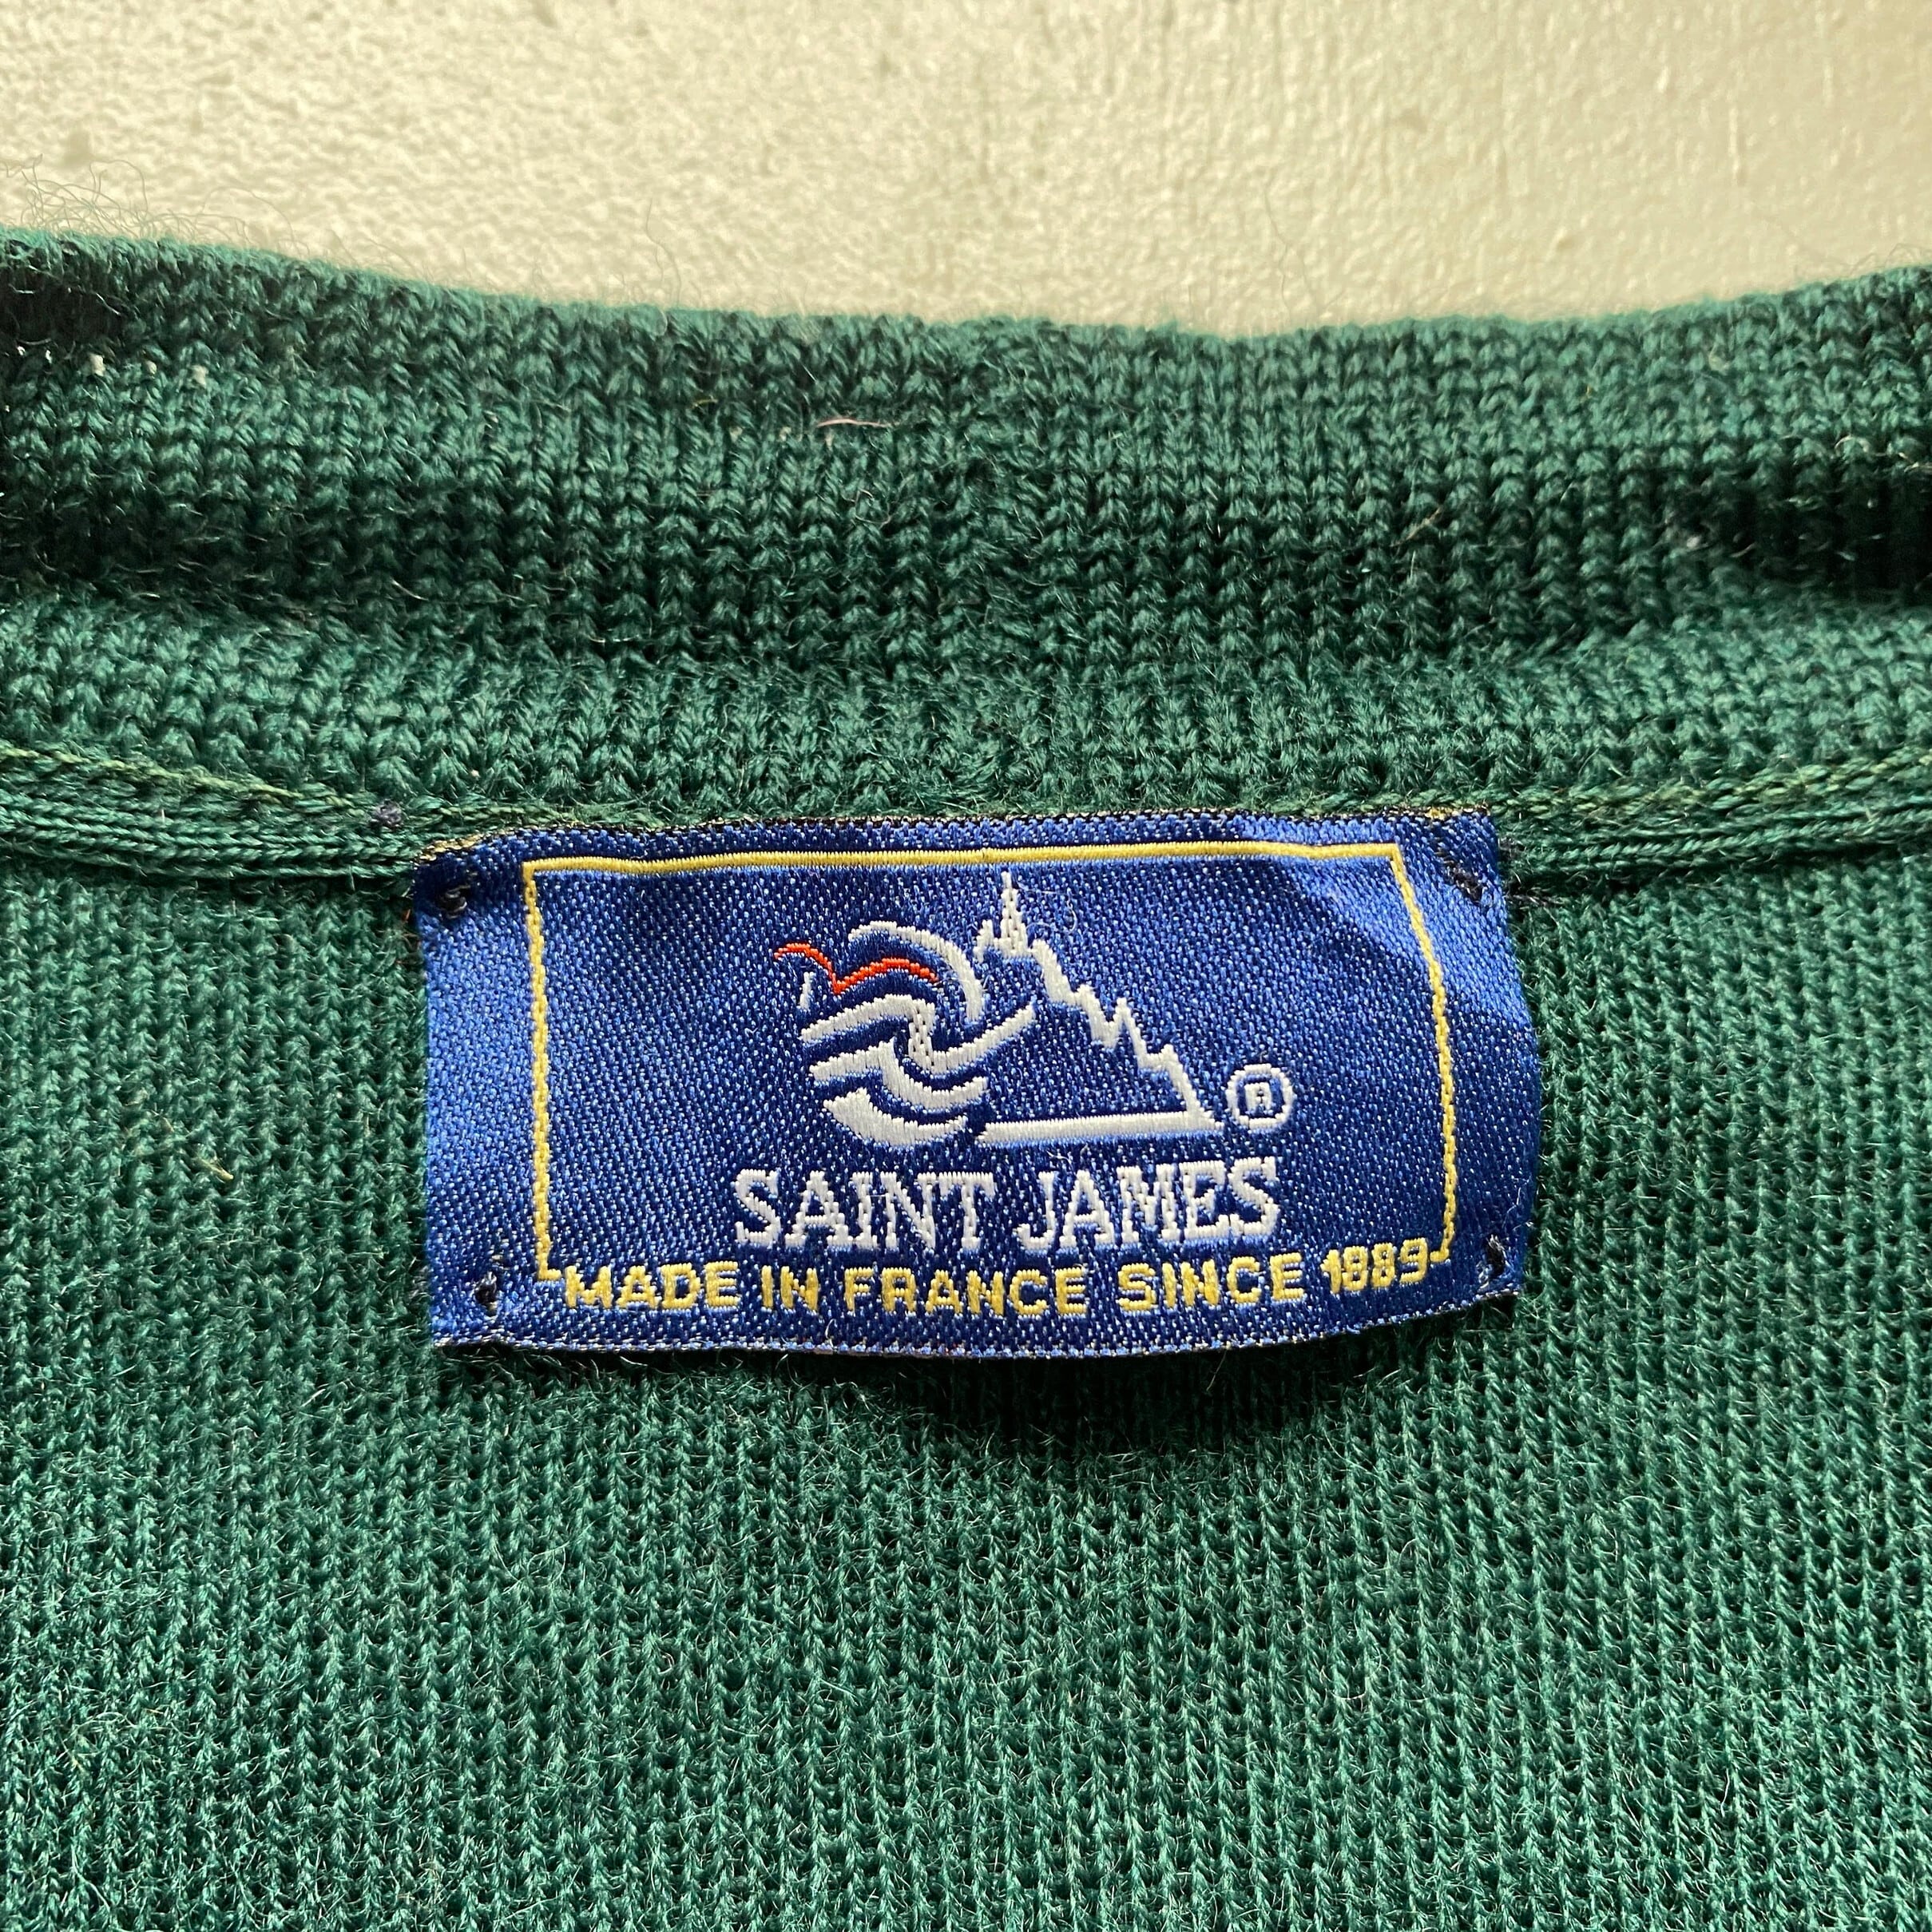 ®
SAINT JAMES
MADE IN FRANCE SINCE 1889